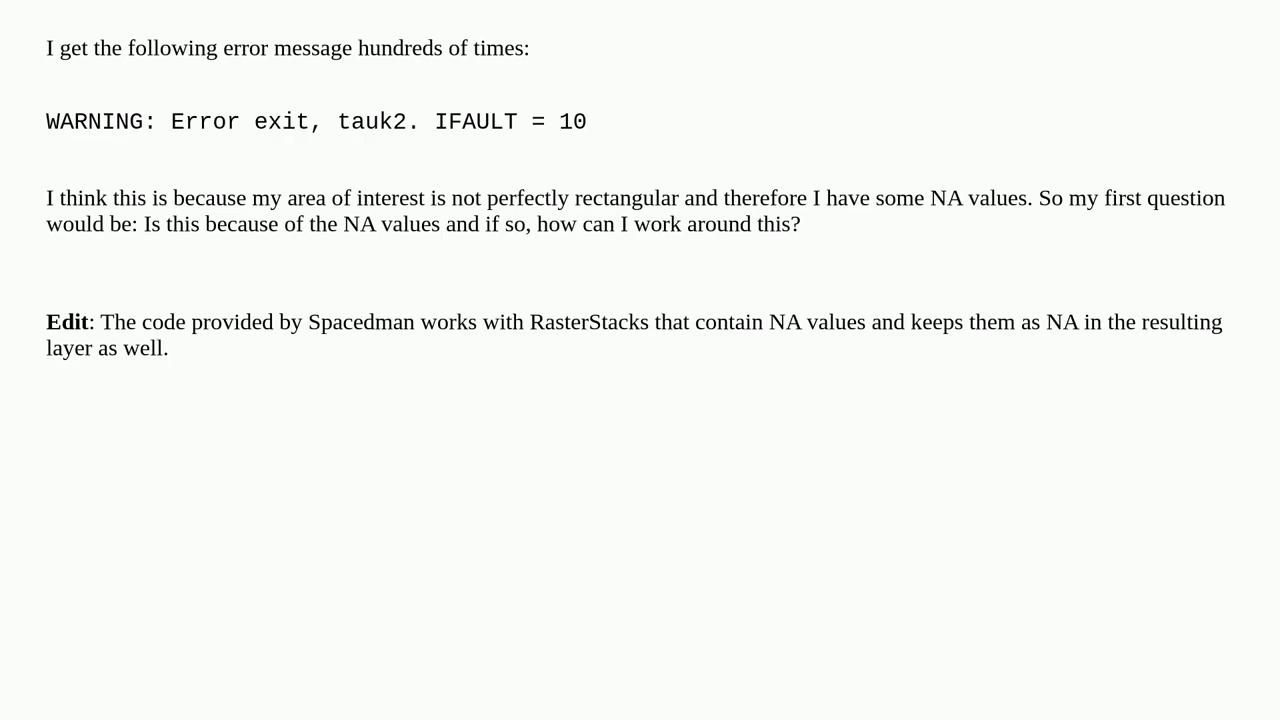 I get the following error message hundreds of times:
WARNING: Error exit, tauk2. IFAULT = 10
I think this is because my area of interest is not perfectly rectangular and therefore I have some NA values. So my first question
would be: Is this because of the NA values and if so, how can I work around this?
Edit: The code provided by Spacedman works with RasterStacks that contain NA values and keeps them as NA in the resulting
layer as well.